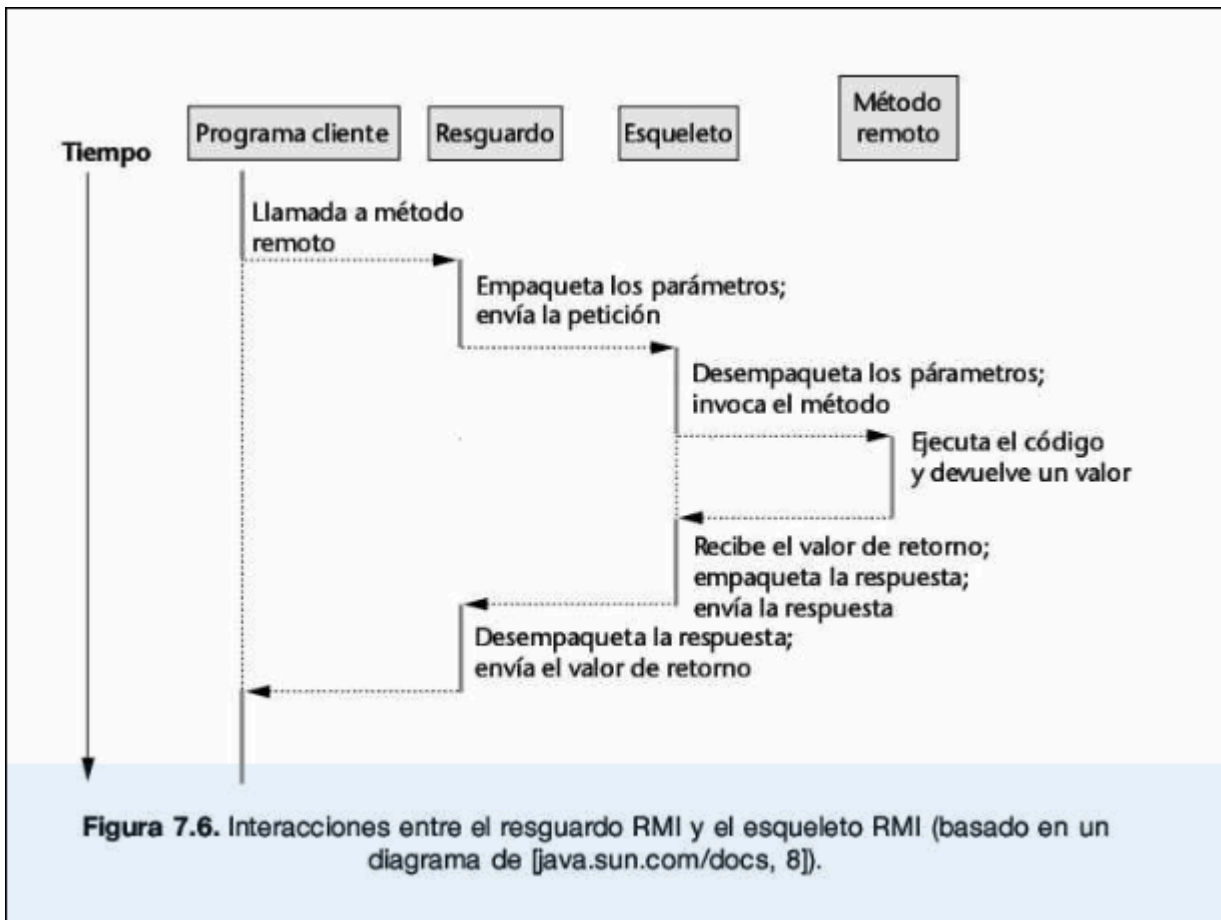 Tiempo
Programa cliente
Resguardo
Esqueleto
Método
remoto
Llamada a método
remoto
Empaqueta los parámetros;
envía la petición
Desempaqueta los párametros;
invoca el método
Ejecuta el código
y devuelve un valor
Recibe el valor de retorno;
empaqueta la respuesta;
envía la respuesta
Desempaqueta la respuesta;
envía el valor de retorno
Figura 7.6. Interacciones entre el resguardo RMI y el esqueleto RMI (basado en un
diagrama de [java.sun.com/docs, 8]).